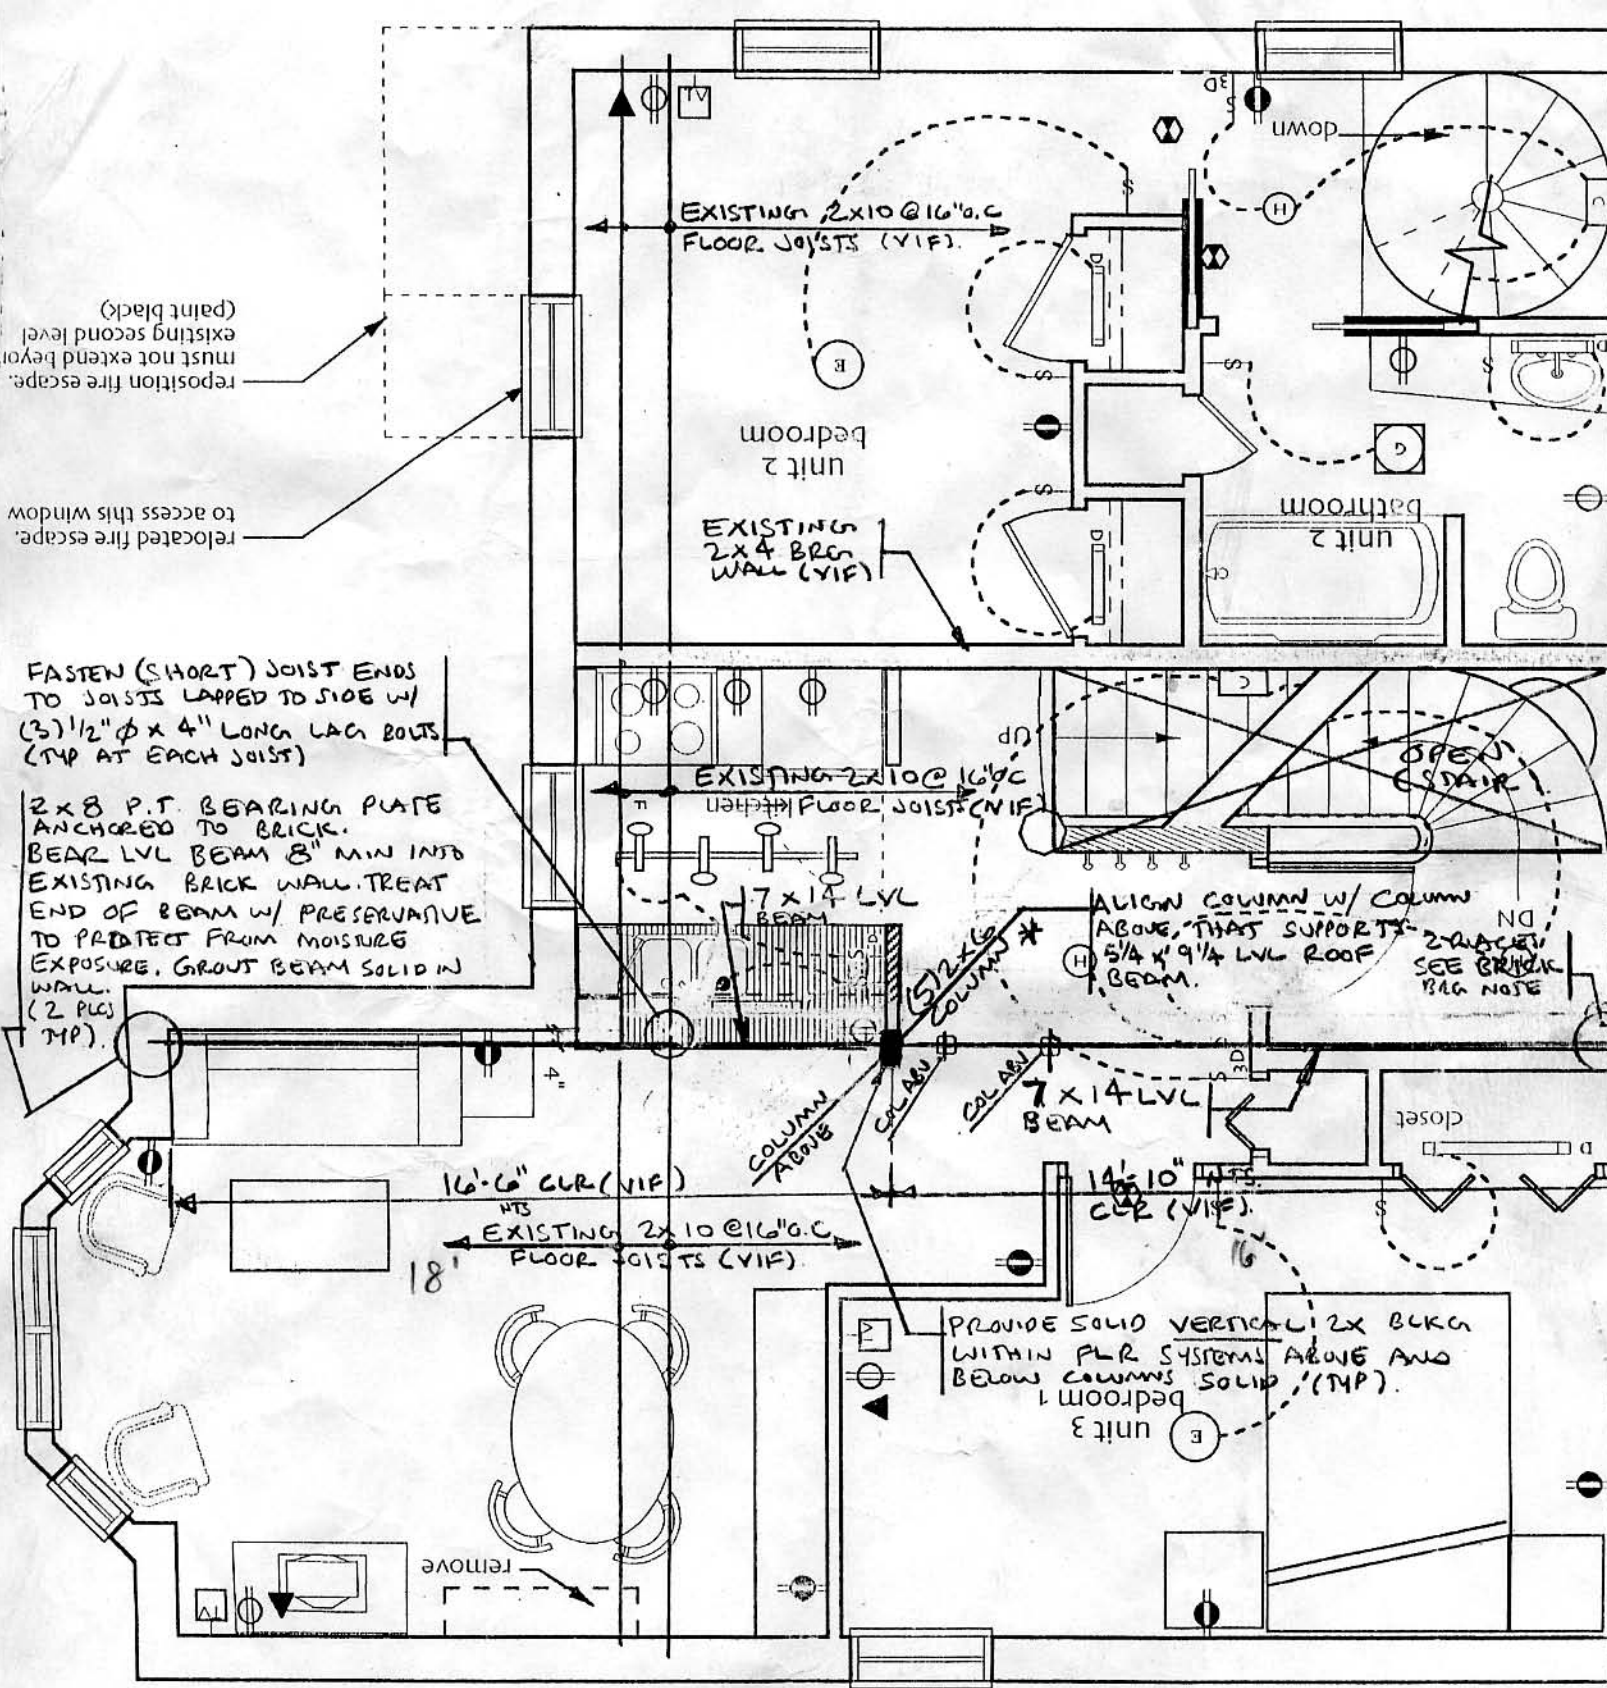 TV
3D
S
down
H
C
EXISTING 2x10 @ 16"O.C
FLOOR JOISTS (VIF).
S
D
reposition fire escape.
must not extend beyon
existing second level
(paint black)
E
S
S
S
D
unit 2
bedroom
G
relocated fire escape.
to access this window
unit 2
bathroom
EXISTING
2x4 BRG
WALL (VIF)
S
D
FASTEN (SHORT) JOIST ENDS
TO JOISTS LAPPED TO SIDE W/
(3) 1/2" Ø x 4" LONG LAG BOLTS
(TYP AT EACH JOIST)
C
UP
OPEN
STAIR
EXISTING 2x10 @ 16"OC
FLOOR JOISTS (VIF)
kitchen
F
2x8 P.T. BEARING PLATE
ANCHORED TO BRICK.
BEAR LVL BEAM 8" MIN INTO
EXISTING BRICK WALL. TREAT
END OF BEAM W/ PRESERVATIVE
TO PROTECT FROM MOISTURE
EXPOSURE. GROUT BEAM SOLID IN
WALL.
(2 PLCS
TYP).
7 x 14 LVL
BEAM
(5) 2x6
COLUMN
*
ALIGN COLUMN W/ COLUMN
ABOVE, THAT SUPPORTS
5 1/4 x 9 1/4 LVL ROOF
BEAM.
H
DN
2 PLACES,
SEE BRICK
BRG NOTE
4"
COLUMN
ABOVE
COL ABV
COL ABV
7 x 14 LVL
BEAM
S
3D
closet
D
16'-6" CLR (VIF)
NTS
14'-10" NTS.
CLR (VIF).
S
EXISTING 2x10 @ 16"O.C
FLOOR JOISTS (VIF)
18'
16'
PROVIDE SOLID VERTICAL 2x BLKG
WITHIN FLR SYSTEMS ABOVE AND
BELOW COLUMNS SOLID (TYP).
unit 3
bedroom 1
E
remove
TV